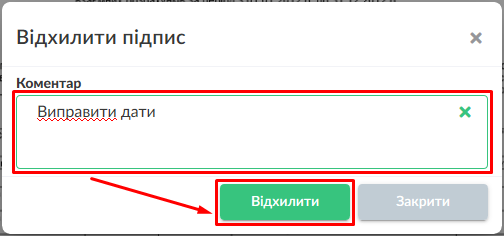 Відхилити підпис
Коментар
Виправити дати
Відхилити
Закрити